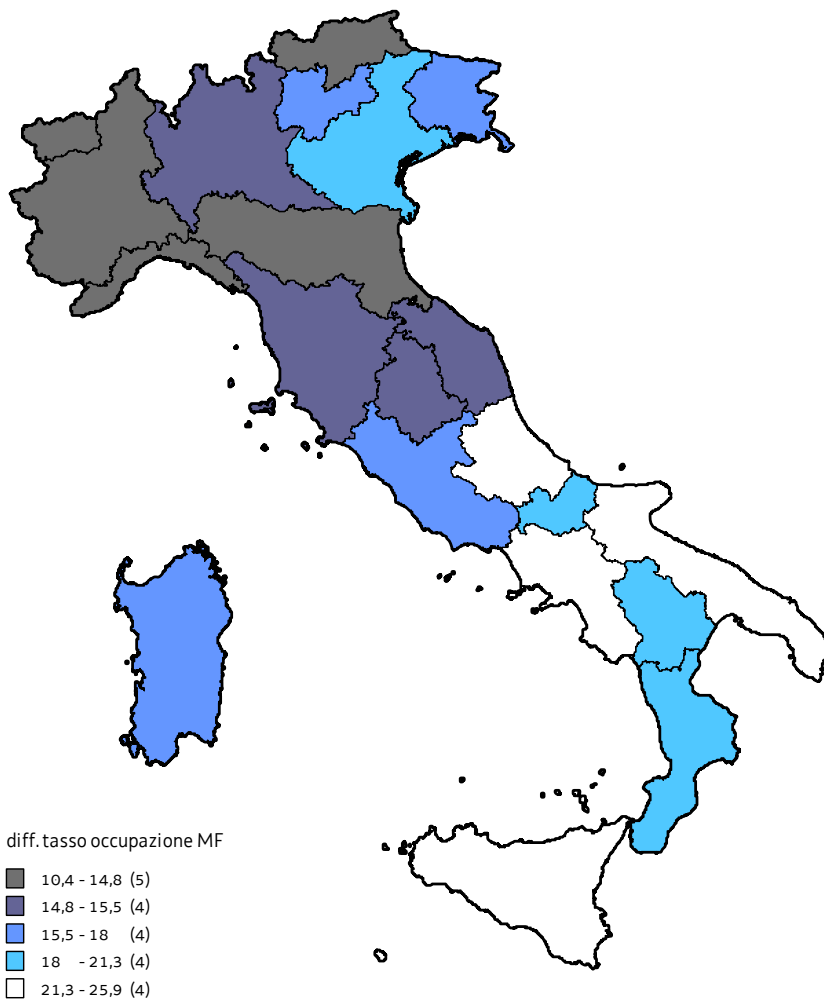 diff. tasso occupazione MF
10,4 - 14,8 (5)
14,8 - 15,5 (4)
15,5 - 18 (4)
18 - 21,3 (4)
21,3 - 25,9 (4)